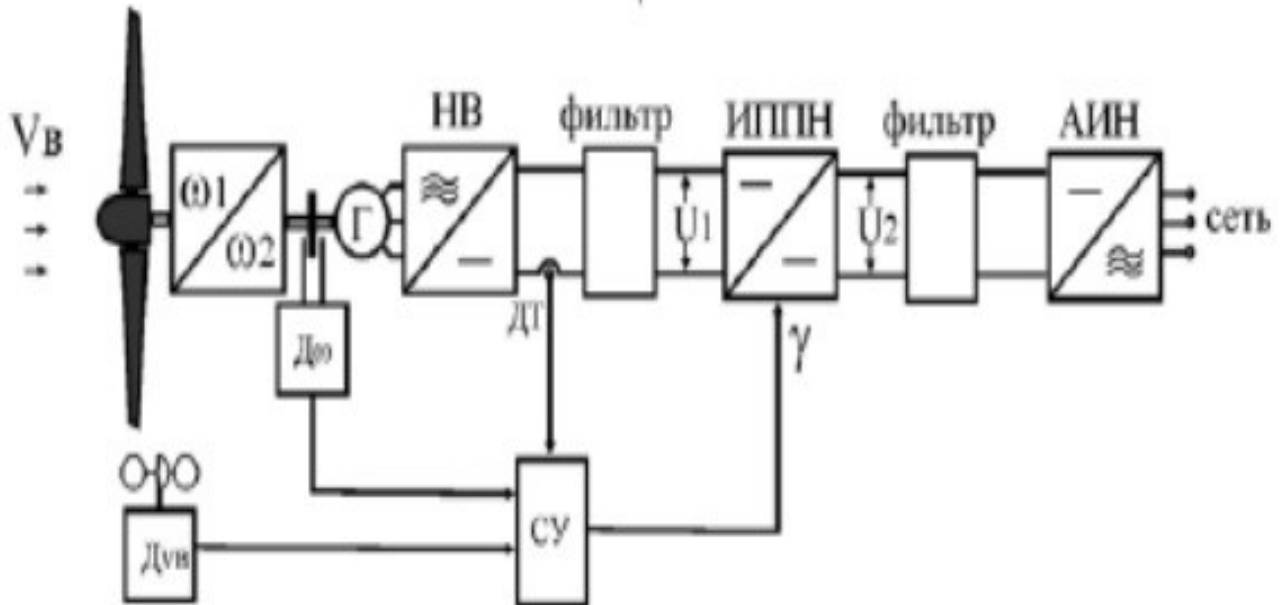 НВ фильтр ИППН фильтр АИН
Vв
ω1
ω2
Г
U1
U2
сеть
ДТ
Дω
γ
ДVв
СУ